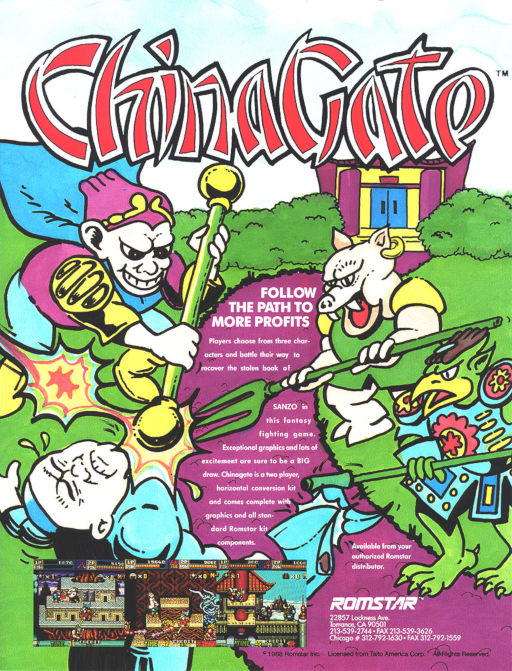 ChinaGate ™
FOLLOW
THE PATH TO
MORE PROFITS
Players choose from three char-
acters and battle their way to
recover the stolen book of
SANZO in
this fantasy
fighting game.
Exceptional graphics and lots of
excitement are sure to be a BIG
draw. Chinagate is a two player,
horizontal conversion kit
and comes complete with
graphics and all stan-
dard Romstar kit
components.
Available from your
authorized Romstar
distributor.
ROMSTAR
22857 Lockness Ave.
Torrance, CA 90501
213-539-2744 • FAX 213-539-3626
Chicago # 312-792-1630 • FAX 312-792-1559
© 1988 Romstar Inc. Licensed from Taito America Corp. All Rights Reserved.